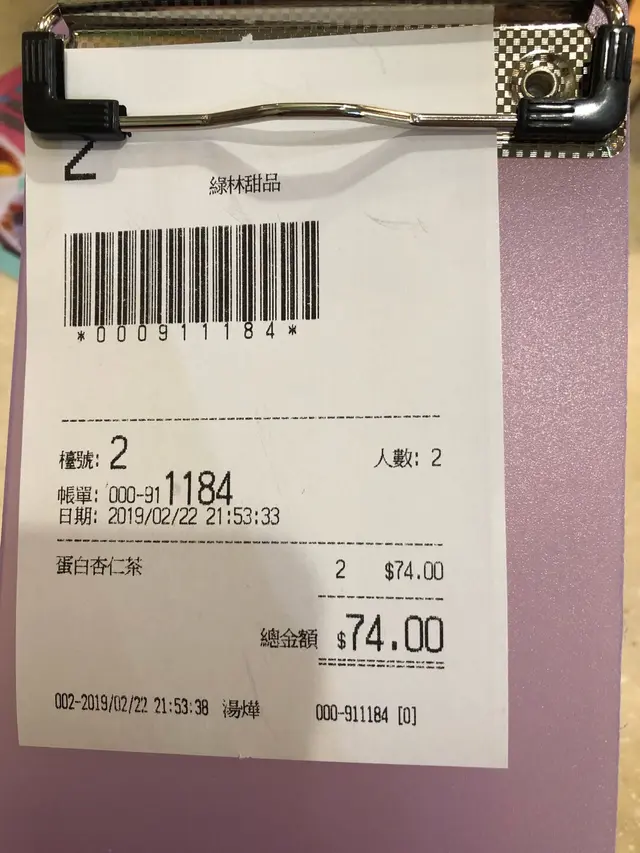 2
綠林甜品
*000911184*
檯號: 2 人數: 2
帳單: 000-911184
日期: 2019/02/22 21:53:33
蛋白杏仁茶 2 $74.00
總金額 $74.00
002-2019/02/22 21:53:38 湯燁 000-911184 [0]